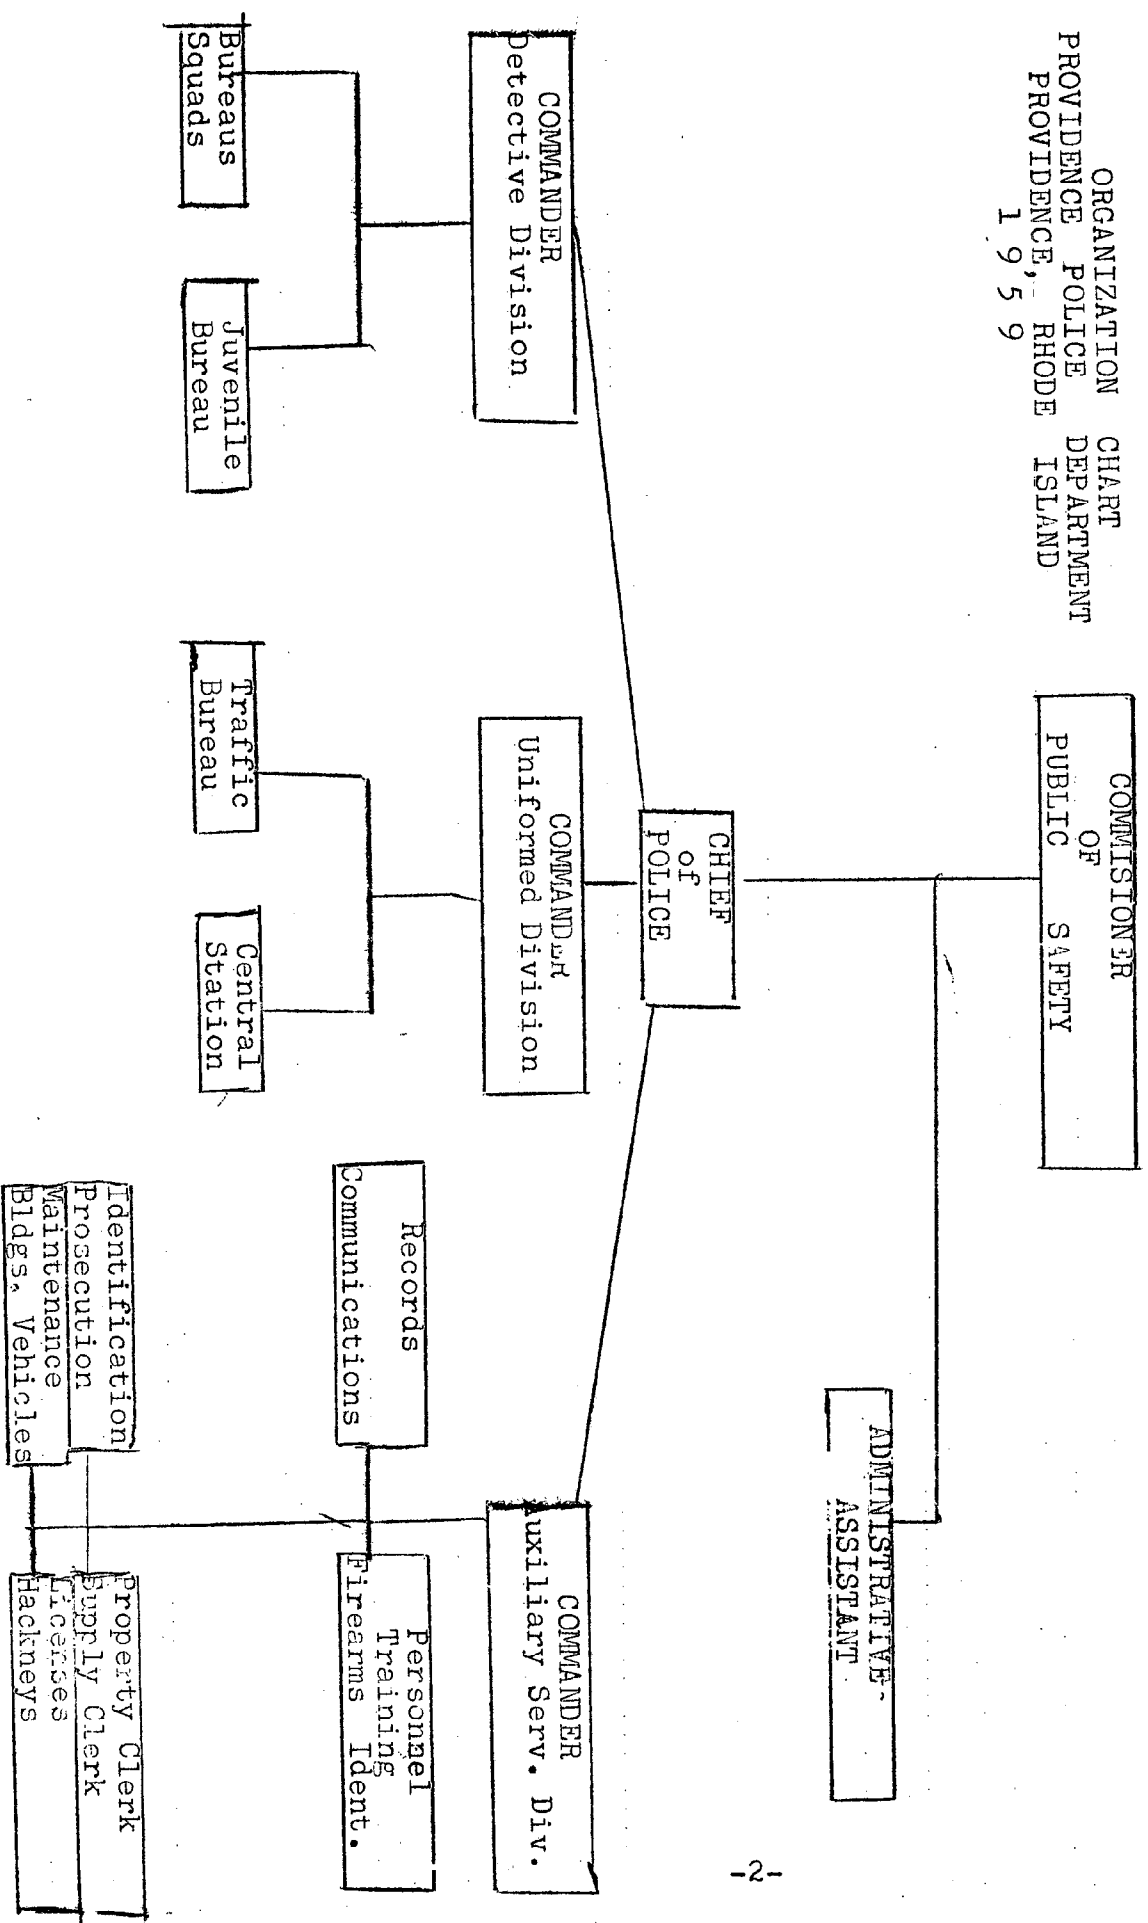 ORGANIZATION CHART
PROVIDENCE POLICE DEPARTMENT
PROVIDENCE, RHODE ISLAND
1959
COMMISIONER
OF
PUBLIC SAFETY
ADMINISTRATIVE
ASSISTANT
CHIEF
of
POLICE
COMMANDER
Detective Division
COMMANDER
Uniformed Division
COMMANDER
Auxiliary Serv. Div.
Bureaus
Squads
Juvenile
Bureau
Traffic
Bureau
Central
Station
Records
Communications
Personnel
Training
Firearms Ident.
Identification
Prosecution
Maintenance
Bldgs. Vehicles
Property Clerk
Supply Clerk
Licenses
Hackneys
-2-